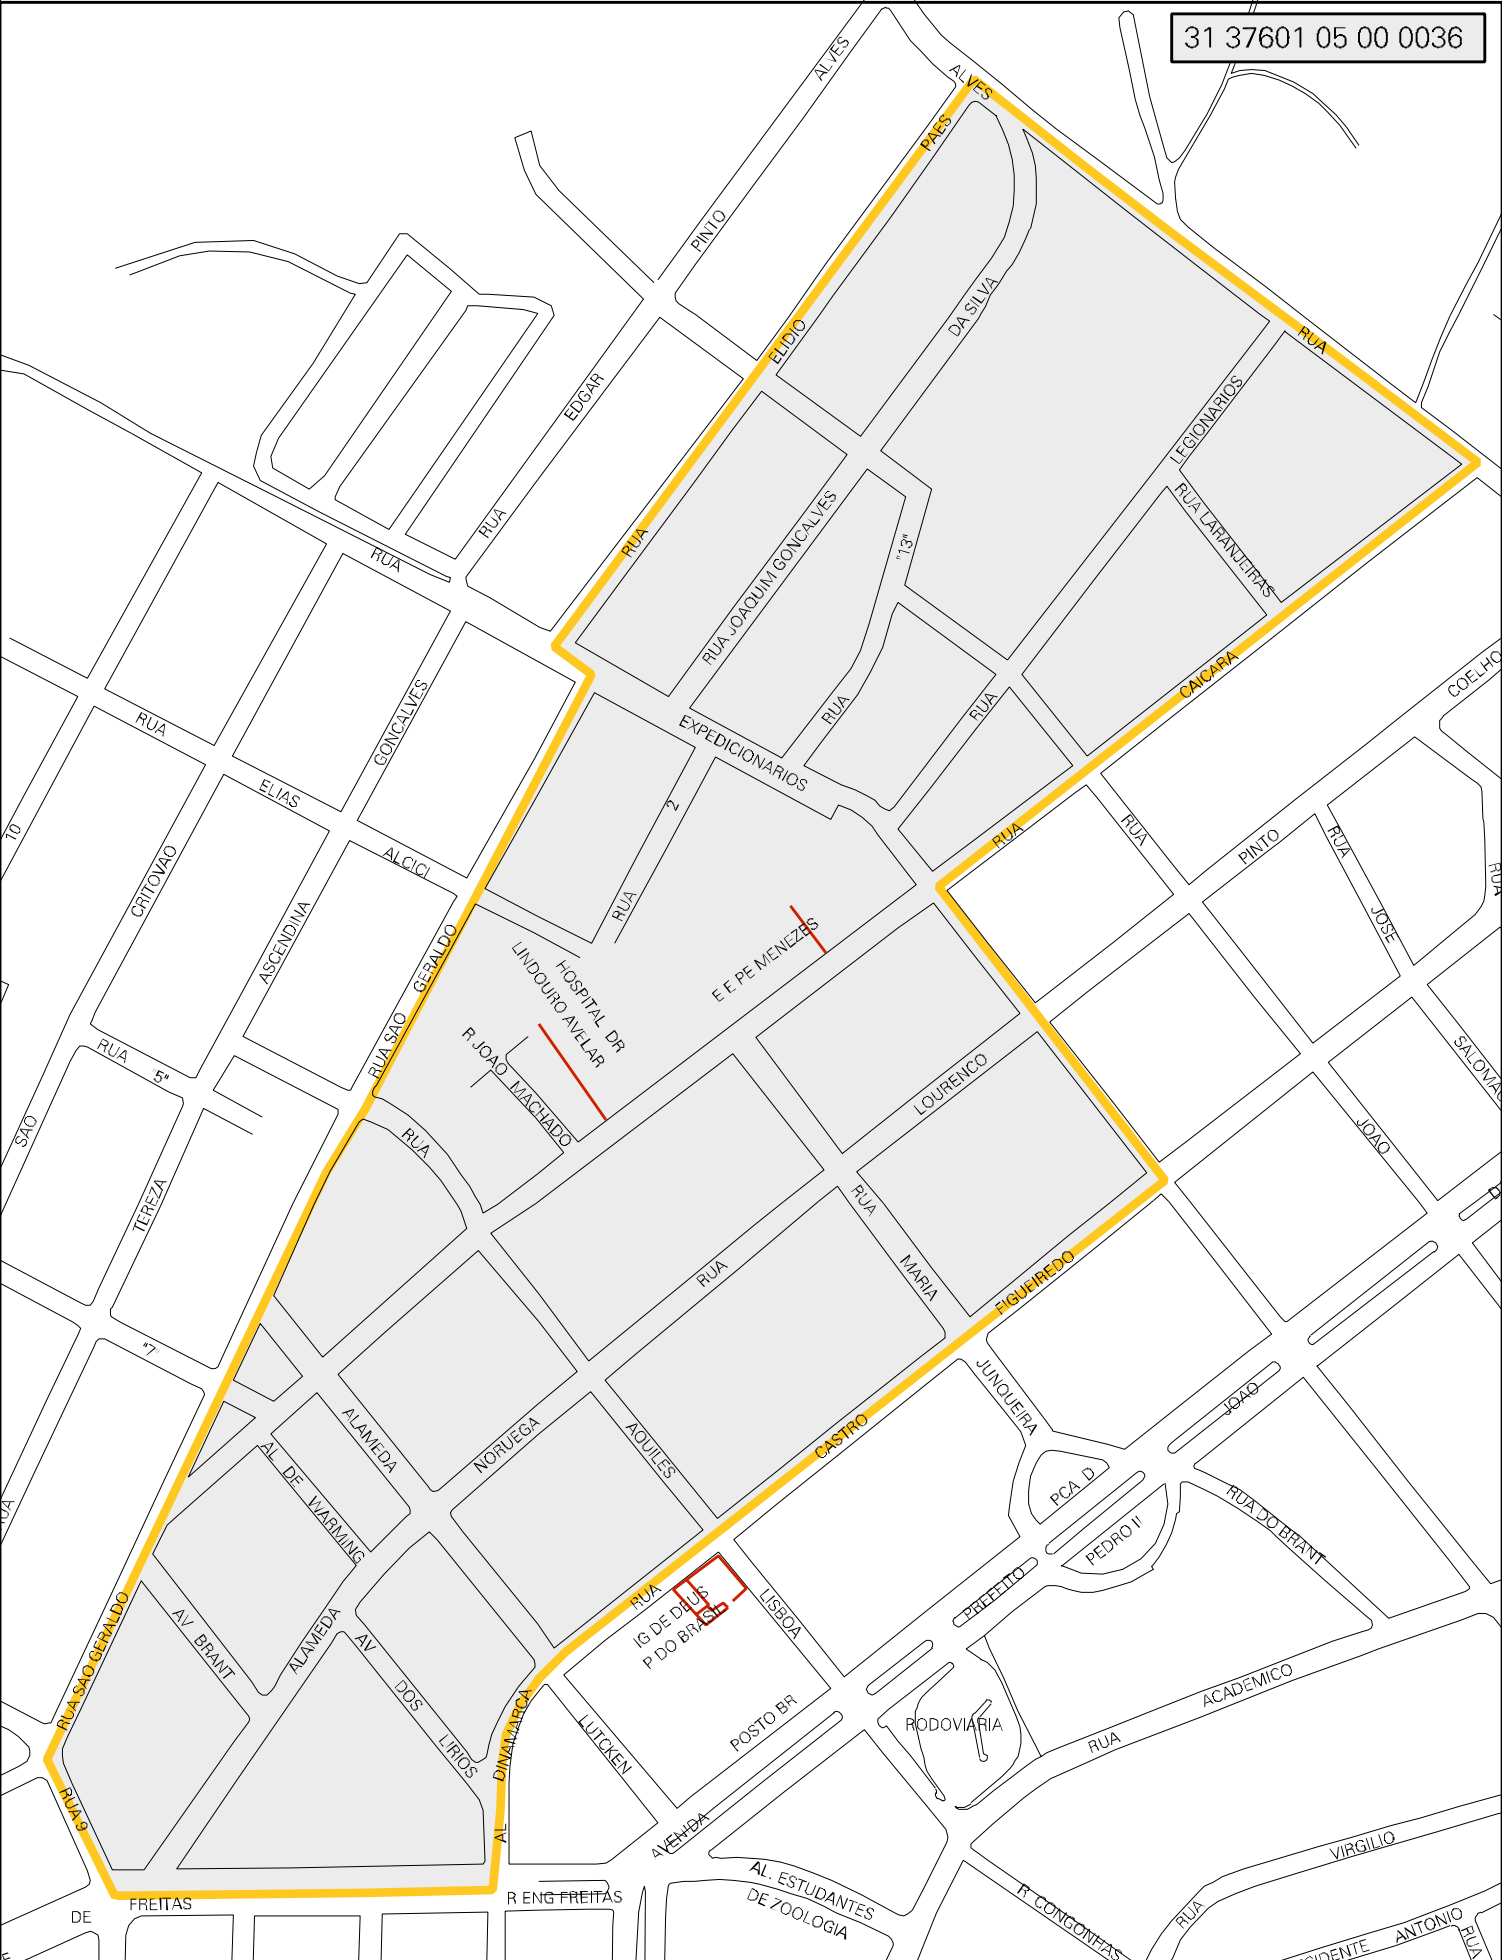 31 37601 05 00 0036
ALVES
ALVES
PAES
PINTO
DA SILVA
ELIDIO
RUA
LEGIONARIOS
EDGAR
RUA LARANJEIRAS
RUA
RUA
"13"
RUA
RUA JOAQUIM GONCALVES
CAICARA
COELHO
RUA
GONCALVES
RUA
RUA
EXPEDICIONARIOS
ELIAS
2
RUA
RUA
PINTO
RUA
10
ALCICI
CRITOVAO
RUA
RUA
JOSE
ASCENDINA
GERALDO
E E PE MENEZES
HOSPITAL DR
LINDOURO AVELAR
RUA SAO
R JOAO MACHADO
RUA
5"
LOURENCO
SALOMAO
SAO
RUA
JOAO
TEREZA
RUA
MARIA
RUA
FIGUEIREDO
"7"
JUNQUEIRA
JOAO
ALAMEDA
NORUEGA
AQUILES
CASTRO
AL DE WARMING
PCA D
PEDRO II
RUA DO BRANT
RUA
PREFEITO
RUA SAO GERALDO
AV BRANT
ALAMEDA
AV DOS LIRIOS
IG DE DEUS
P DO BRASIL
LISBOA
ACADEMICO
DINAMARCA
LUTCKEN
POSTO BR
RODOVIARIA
RUA
RUA 9
AL
AVENIDA
VIRGILIO
AL. ESTUDANTES
DE ZOOLOGIA
R ENG FREITAS
FREITAS
DE
R CONGONHAS
RUA
ANTONIO
RUA